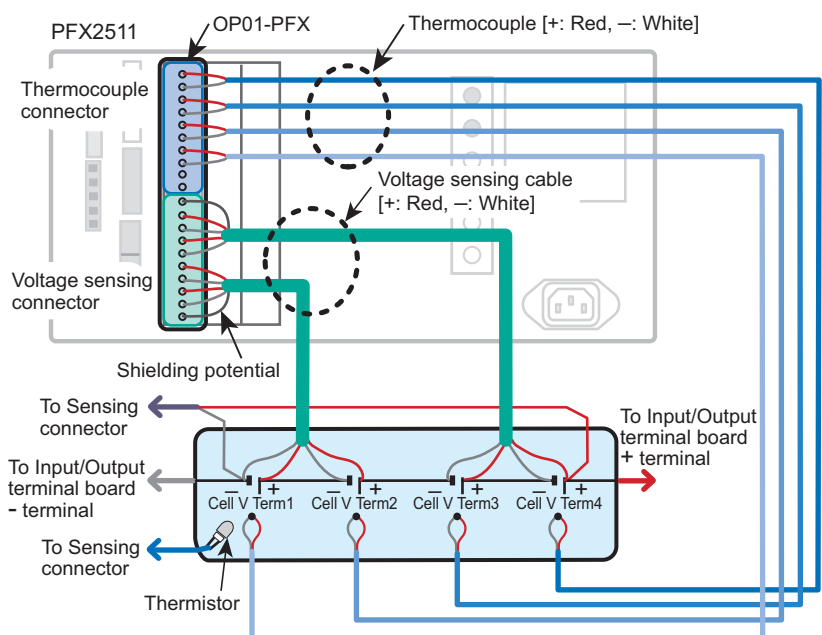 PFX2511
OP01-PFX
Thermocouple [+: Red, –: White]
Thermocouple
connector
Voltage sensing cable
[+: Red, –: White]
Voltage sensing
connector
Shielding potential
To Sensing
connector
To Input/Output
terminal board
+ terminal
To Input/Output
terminal board
- terminal
– + – + – + – +
Cell V Term1 Cell V Term2 Cell V Term3 Cell V Term4
To Sensing
connector
Thermistor